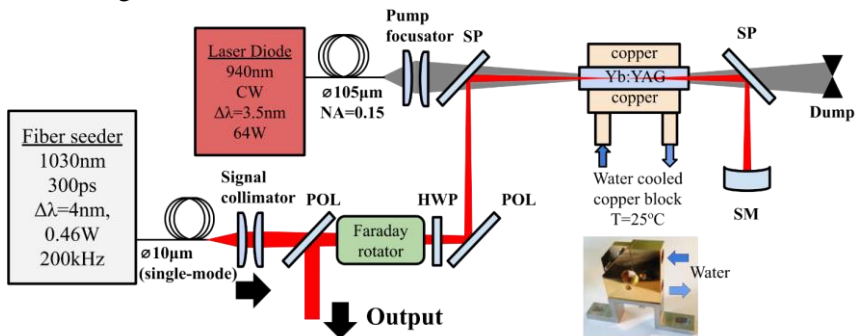 Pump
focusator
SP
Laser Diode
940nm
CW
Δλ=3.5nm
64W
⌀105μm
NA=0.15
copper
Yb:YAG
copper
SP
Dump
Fiber seeder
1030nm
300ps
Δλ=4nm,
0.46W
200kHz
Signal
collimator
POL
Faraday
rotator
HWP
POL
Water cooled
copper block
T=25°C
SM
⌀10μm
(single-mode)
Water
Output